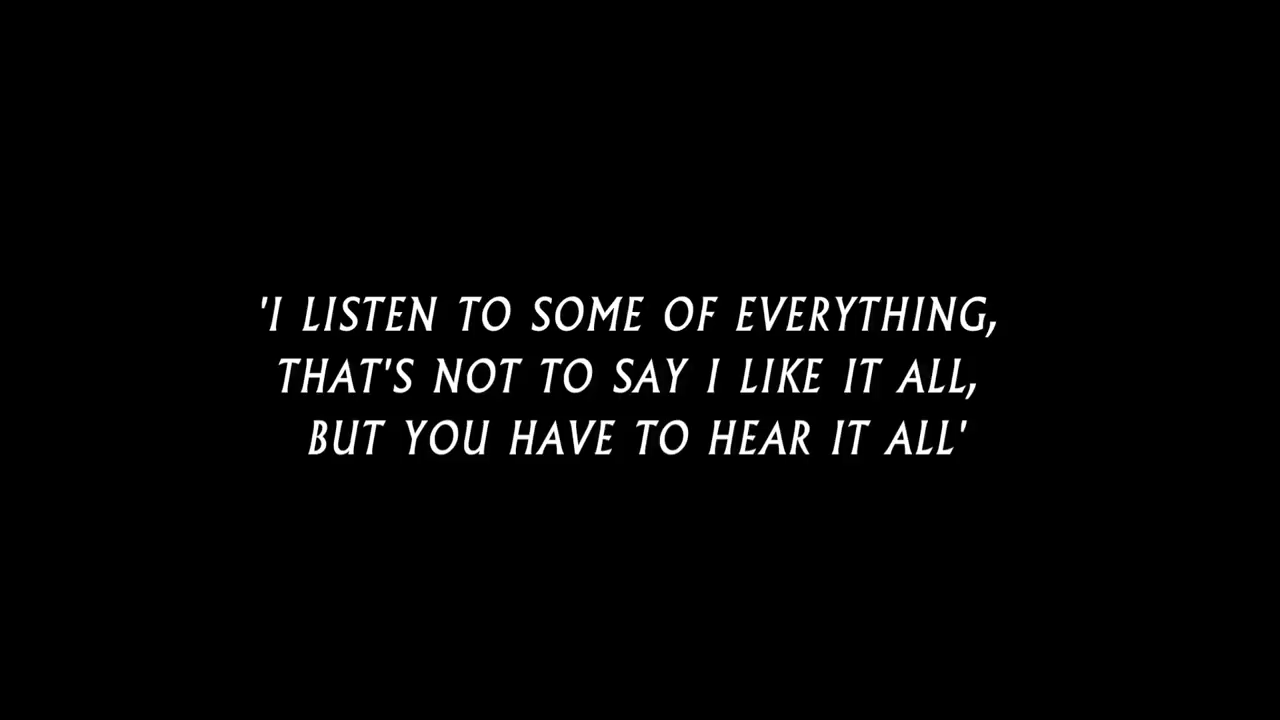 'I LISTEN TO SOME OF EVERYTHING,
THAT'S NOT TO SAY I LIKE IT ALL,
BUT YOU HAVE TO HEAR IT ALL'